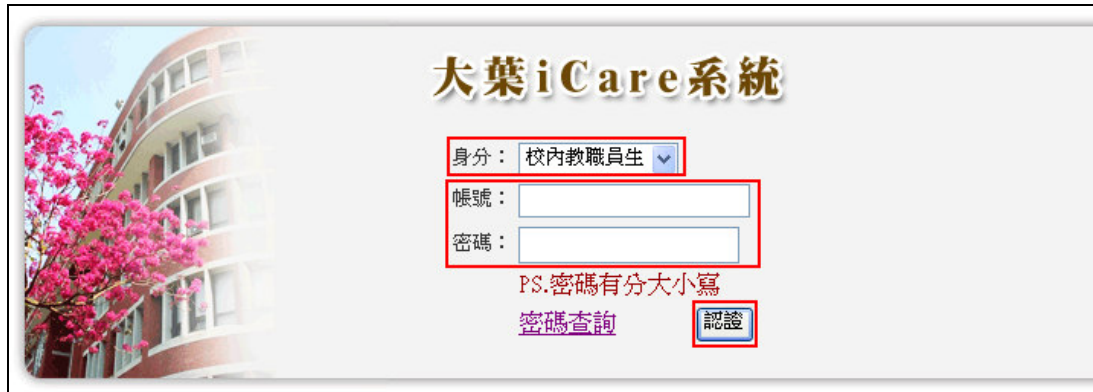 大葉iCare系統
身分： 校內教職員生
帳號：
密碼：
PS.密碼有分大小寫
密碼查詢 認證